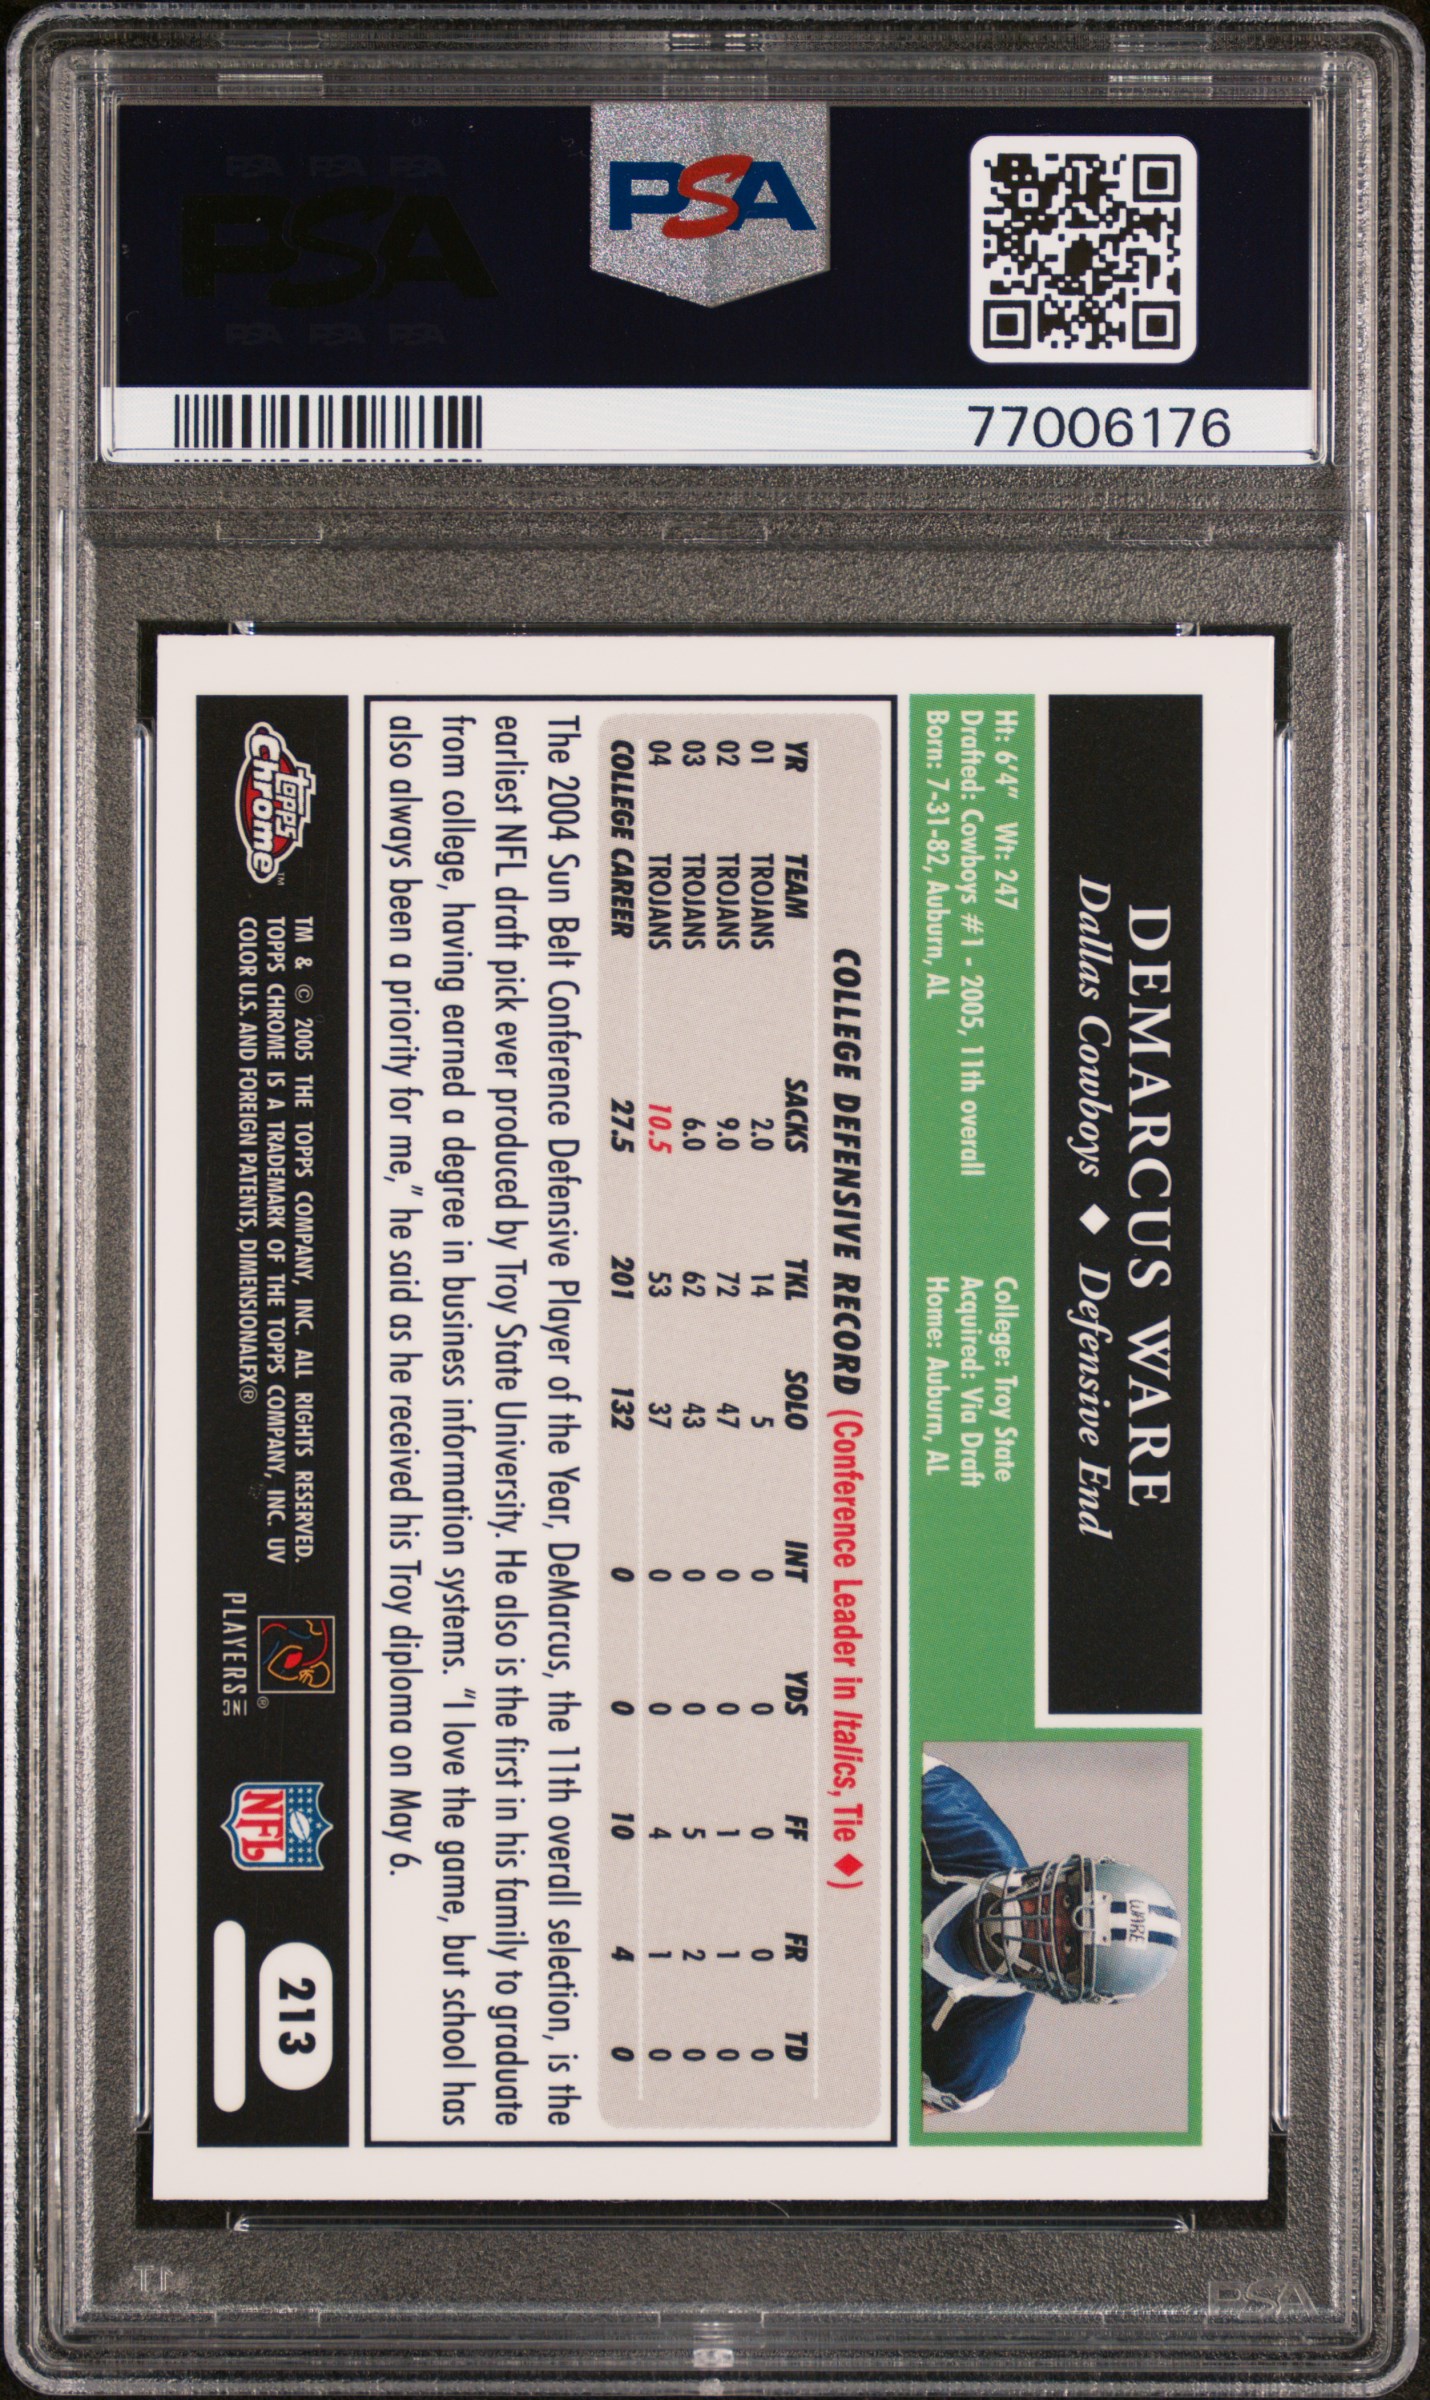 PSA PSA PSA
PSA
PSA PSA PSA
PSA
77006176
DEMARCUS WARE
Dallas Cowboys ◆ Defensive End
Ht: 6'4" Wt: 247 College: Troy State
Drafted: Cowboys #1 - 2005, 11th overall Acquired: Via Draft
Born: 7-31-82, Auburn, AL Home: Auburn, AL
WARE
COLLEGE DEFENSIVE RECORD (Conference Leader in Italics, Tie ◆)
YR TEAM SACKS TKL SOLO INT YDS FF FR TD
01 TROJANS 2.0 14 5 0 0 0 0 0
02 TROJANS 9.0 72 47 0 0 1 1 0
03 TROJANS 6.0 62 43 0 0 5 2 0
04 TROJANS 10.5 53 37 0 0 4 1 0
COLLEGE CAREER 27.5 201 132 0 0 10 4 0
The 2004 Sun Belt Conference Defensive Player of the Year, DeMarcus, the 11th overall selection, is the
earliest NFL draft pick ever produced by Troy State University. He also is the first in his family to graduate
from college, having earned a degree in business information systems. "I love the game, but school has
also always been a priority for me," he said as he received his Troy diploma on May 6.
Topps Chrome™
TM & © 2005 THE TOPPS COMPANY, INC. ALL RIGHTS RESERVED.
TOPPS CHROME IS A TRADEMARK OF THE TOPPS COMPANY, INC. UV
COLOR U.S. AND FOREIGN PATENTS, DIMENSIONALFX®
PLAYERS INC ®
NFL
213
PSA